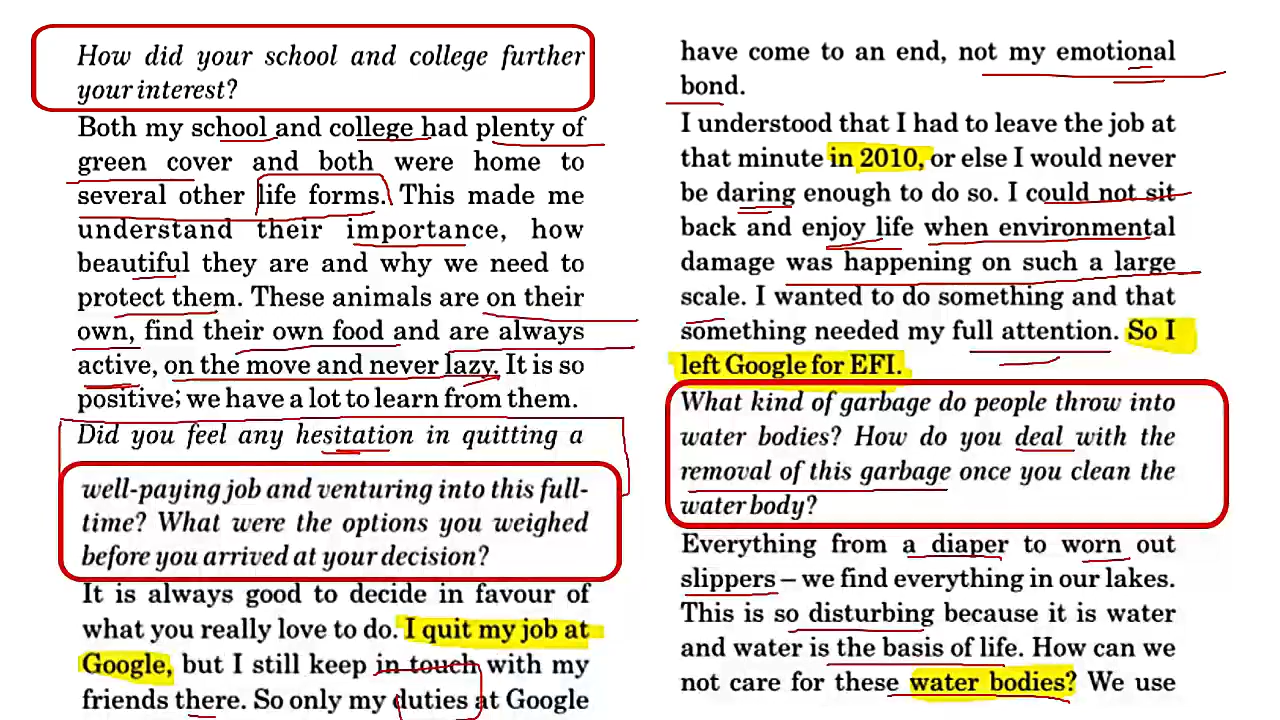 How did your school and college further
your interest?
Both my school and college had plenty of
green cover and both were home to
several other life forms. This made me
understand their importance, how
beautiful they are and why we need to
protect them. These animals are on their
own, find their own food and are always
active, on the move and never lazy. It is so
positive; we have a lot to learn from them.
Did you feel any hesitation in quitting a
well-paying job and venturing into this full-
time? What were the options you weighed
before you arrived at your decision?
It is always good to decide in favour of
what you really love to do. I quit my job at
Google, but I still keep in touch with my
friends there. So only my duties at Google
have come to an end, not my emotional
bond.
I understood that I had to leave the job at
that minute in 2010, or else I would never
be daring enough to do so. I could not sit
back and enjoy life when environmental
damage was happening on such a large
scale. I wanted to do something and that
something needed my full attention. So I
left Google for EFI.
What kind of garbage do people throw into
water bodies? How do you deal with the
removal of this garbage once you clean the
water body?
Everything from a diaper to worn out
slippers – we find everything in our lakes.
This is so disturbing because it is water
and water is the basis of life. How can we
not care for these water bodies? We use